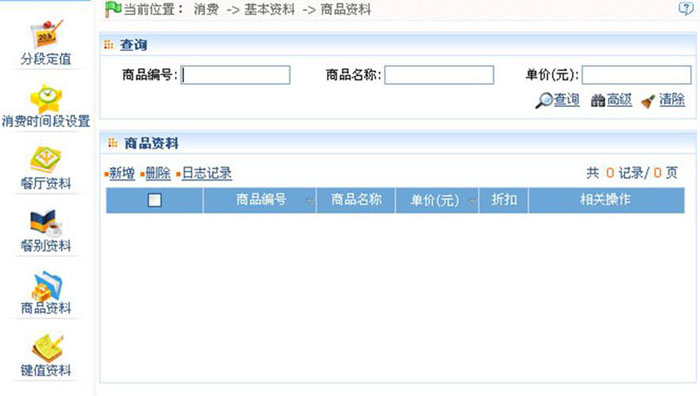 当前位置： 消费 -> 基本资料 -> 商品资料
分段定值
消费时间段设置
餐厅资料
餐别资料
商品资料
键值资料
查询
商品编号: 商品名称: 单价(元):
查询 高级 清除
商品资料
新增 删除 日志记录 共 0 记录/ 0 页
商品编号 商品名称 单价(元) 折扣 相关操作